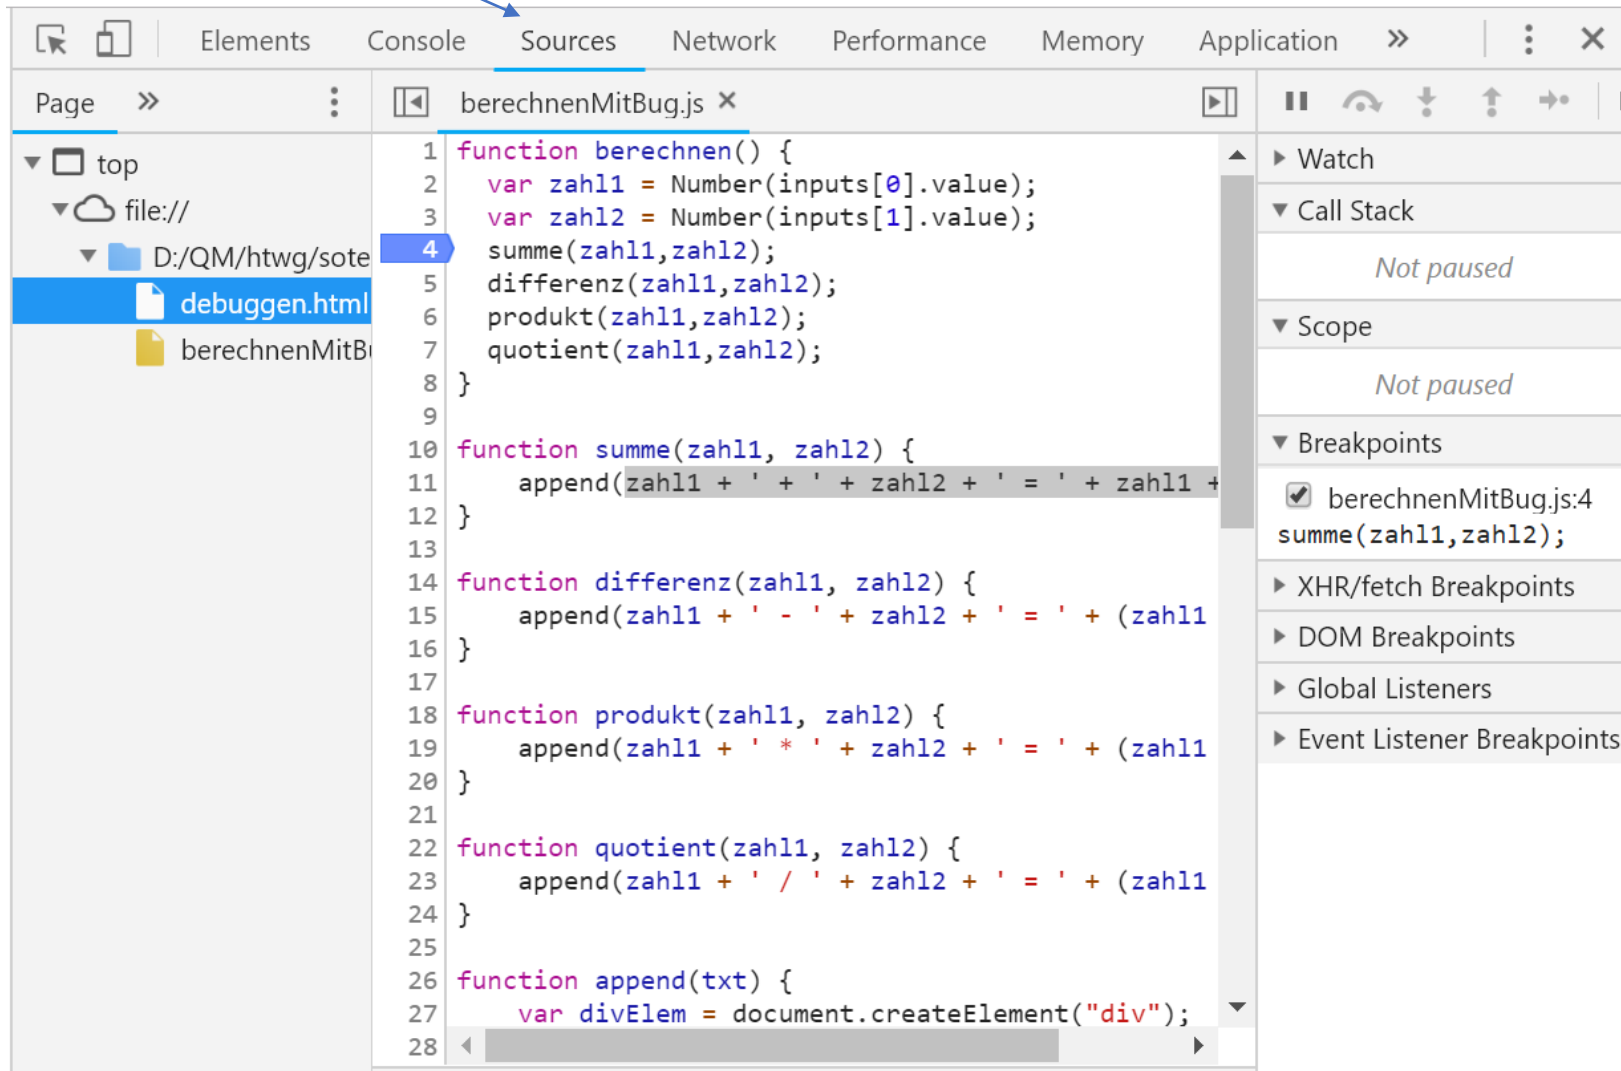 Elements Console Sources Network Performance Memory Application
Page
berechnenMitBug.js
top
file://
D:/QM/htwg/sote
debuggen.html
berechnenMitBu
1 function berechnen() {
2 var zahl1 = Number(inputs[0].value);
3 var zahl2 = Number(inputs[1].value);
4 summe(zahl1,zahl2);
5 differenz(zahl1,zahl2);
6 produkt(zahl1,zahl2);
7 quotient(zahl1,zahl2);
8 }
9
10 function summe(zahl1, zahl2) {
11 append(zahl1 + ' + ' + zahl2 + ' = ' + zahl1 +
12 }
13
14 function differenz(zahl1, zahl2) {
15 append(zahl1 + ' - ' + zahl2 + ' = ' + (zahl1
16 }
17
18 function produkt(zahl1, zahl2) {
19 append(zahl1 + ' * ' + zahl2 + ' = ' + (zahl1
20 }
21
22 function quotient(zahl1, zahl2) {
23 append(zahl1 + ' / ' + zahl2 + ' = ' + (zahl1
24 }
25
26 function append(txt) {
27 var divElem = document.createElement("div");
28
Watch
Call Stack
Not paused
Scope
Not paused
Breakpoints
berechnenMitBug.js:4
summe(zahl1,zahl2);
XHR/fetch Breakpoints
DOM Breakpoints
Global Listeners
Event Listener Breakpoints